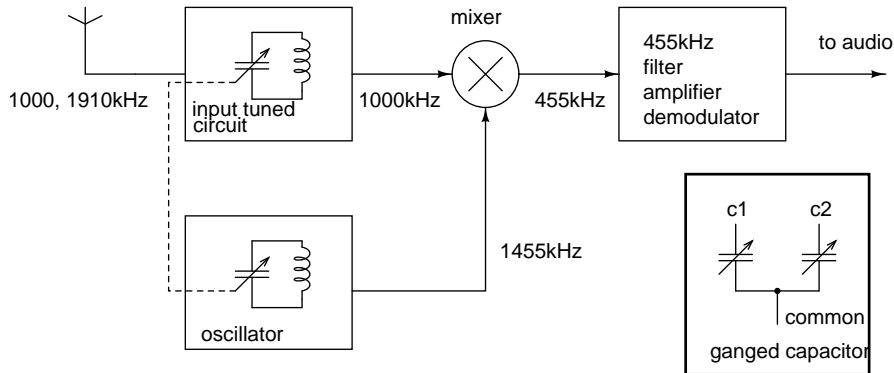 mixer
455kHz
filter
amplifier
demodulator
to audio
1000, 1910kHz
input tuned
circuit
1000kHz
455kHz
1455kHz
oscillator
c1
c2
common
ganged capacitor